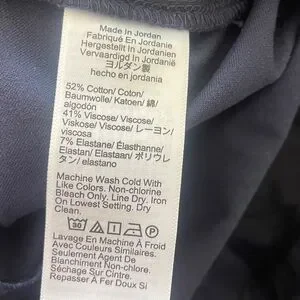 Made In Jordan
Fabriqué En Jordanie
Hergestellt In Jordanien
Vervaardigd In Jordanië
ヨルダン製
hecho en jordania
52% Cotton/ Coton/
Baumwolle/ Katoen/ 綿/
algodón
41% Viscose/ Viscose/
Viskose/ Viscose/ レーヨン/
viscosa
7% Elastane/ Élasthanne/
Elastan/ Elastaan/ ポリウレ
タン/ elastano
Machine Wash Cold With
Like Colors. Non-chlorine
Bleach Only. Line Dry. Iron
On Lowest Setting. Dry
Clean.
30
Lavage En Machine À Froid
Avec Couleurs Similaires.
Seulement Agent De
Blanchiment Non Chloré.
Séchage Sur Cintre.
Repasser À Fer Doux Si